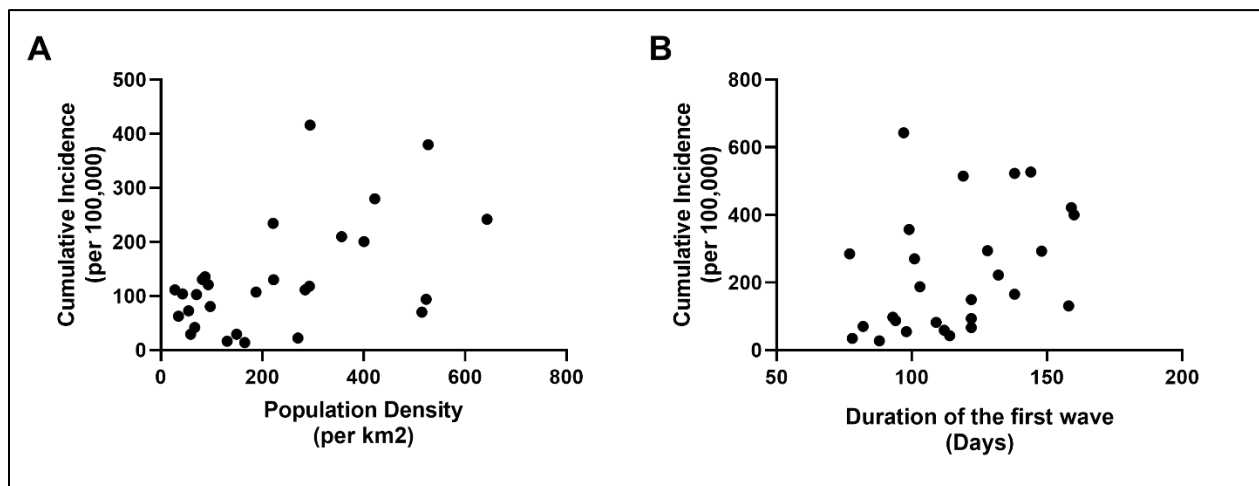 A
Cumulative Incidence
(per 100,000)
500
400
300
200
100
0
0 200 400 600 800
Population Density
(per km2)
B
Cumulative Incidence
(per 100,000)
800
600
400
200
0
50 100 150 200
Duration of the first wave
(Days)